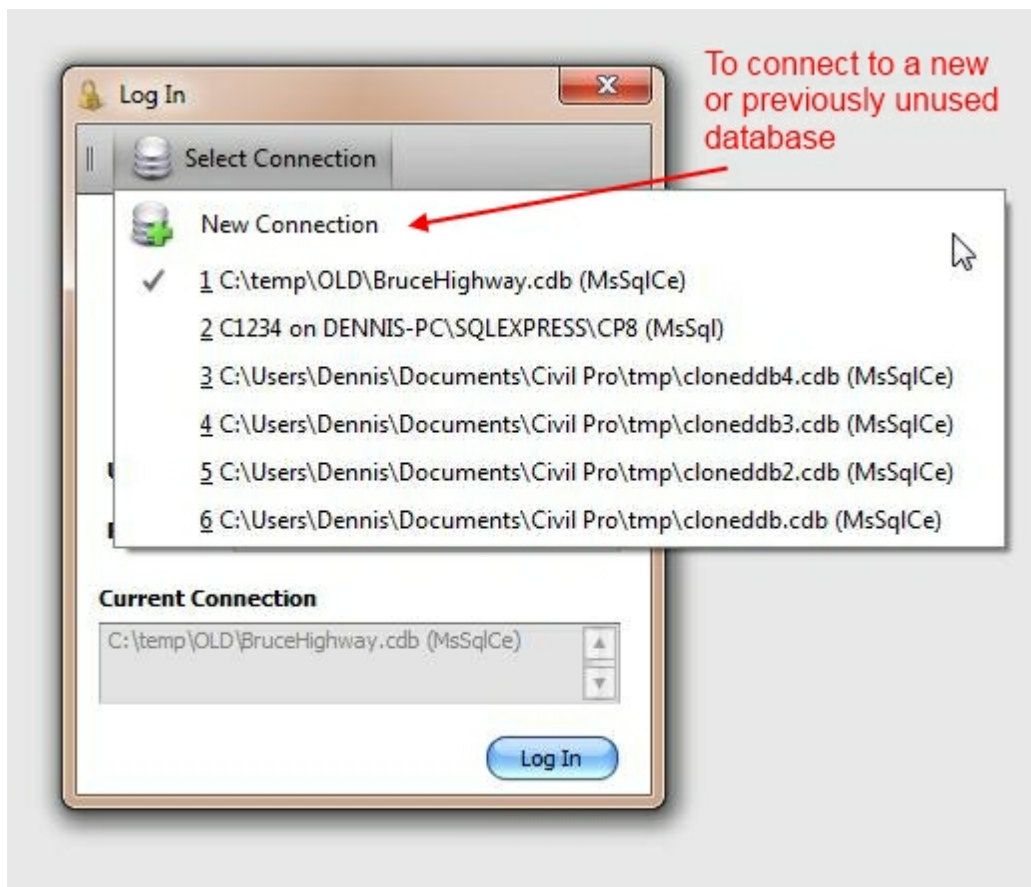 To connect to a new
or previously unused
database
Log In
Select Connection
New Connection
1 C:\temp\OLD\BruceHighway.cdb (MsSqlCe)
2 C1234 on DENNIS-PC\SQLEXPRESS\CP8 (MsSql)
3 C:\Users\Dennis\Documents\Civil Pro\tmp\cloneddb4.cdb (MsSqlCe)
4 C:\Users\Dennis\Documents\Civil Pro\tmp\cloneddb3.cdb (MsSqlCe)
5 C:\Users\Dennis\Documents\Civil Pro\tmp\cloneddb2.cdb (MsSqlCe)
6 C:\Users\Dennis\Documents\Civil Pro\tmp\cloneddb.cdb (MsSqlCe)
Current Connection
C:\temp\OLD\BruceHighway.cdb (MsSqlCe)
Log In